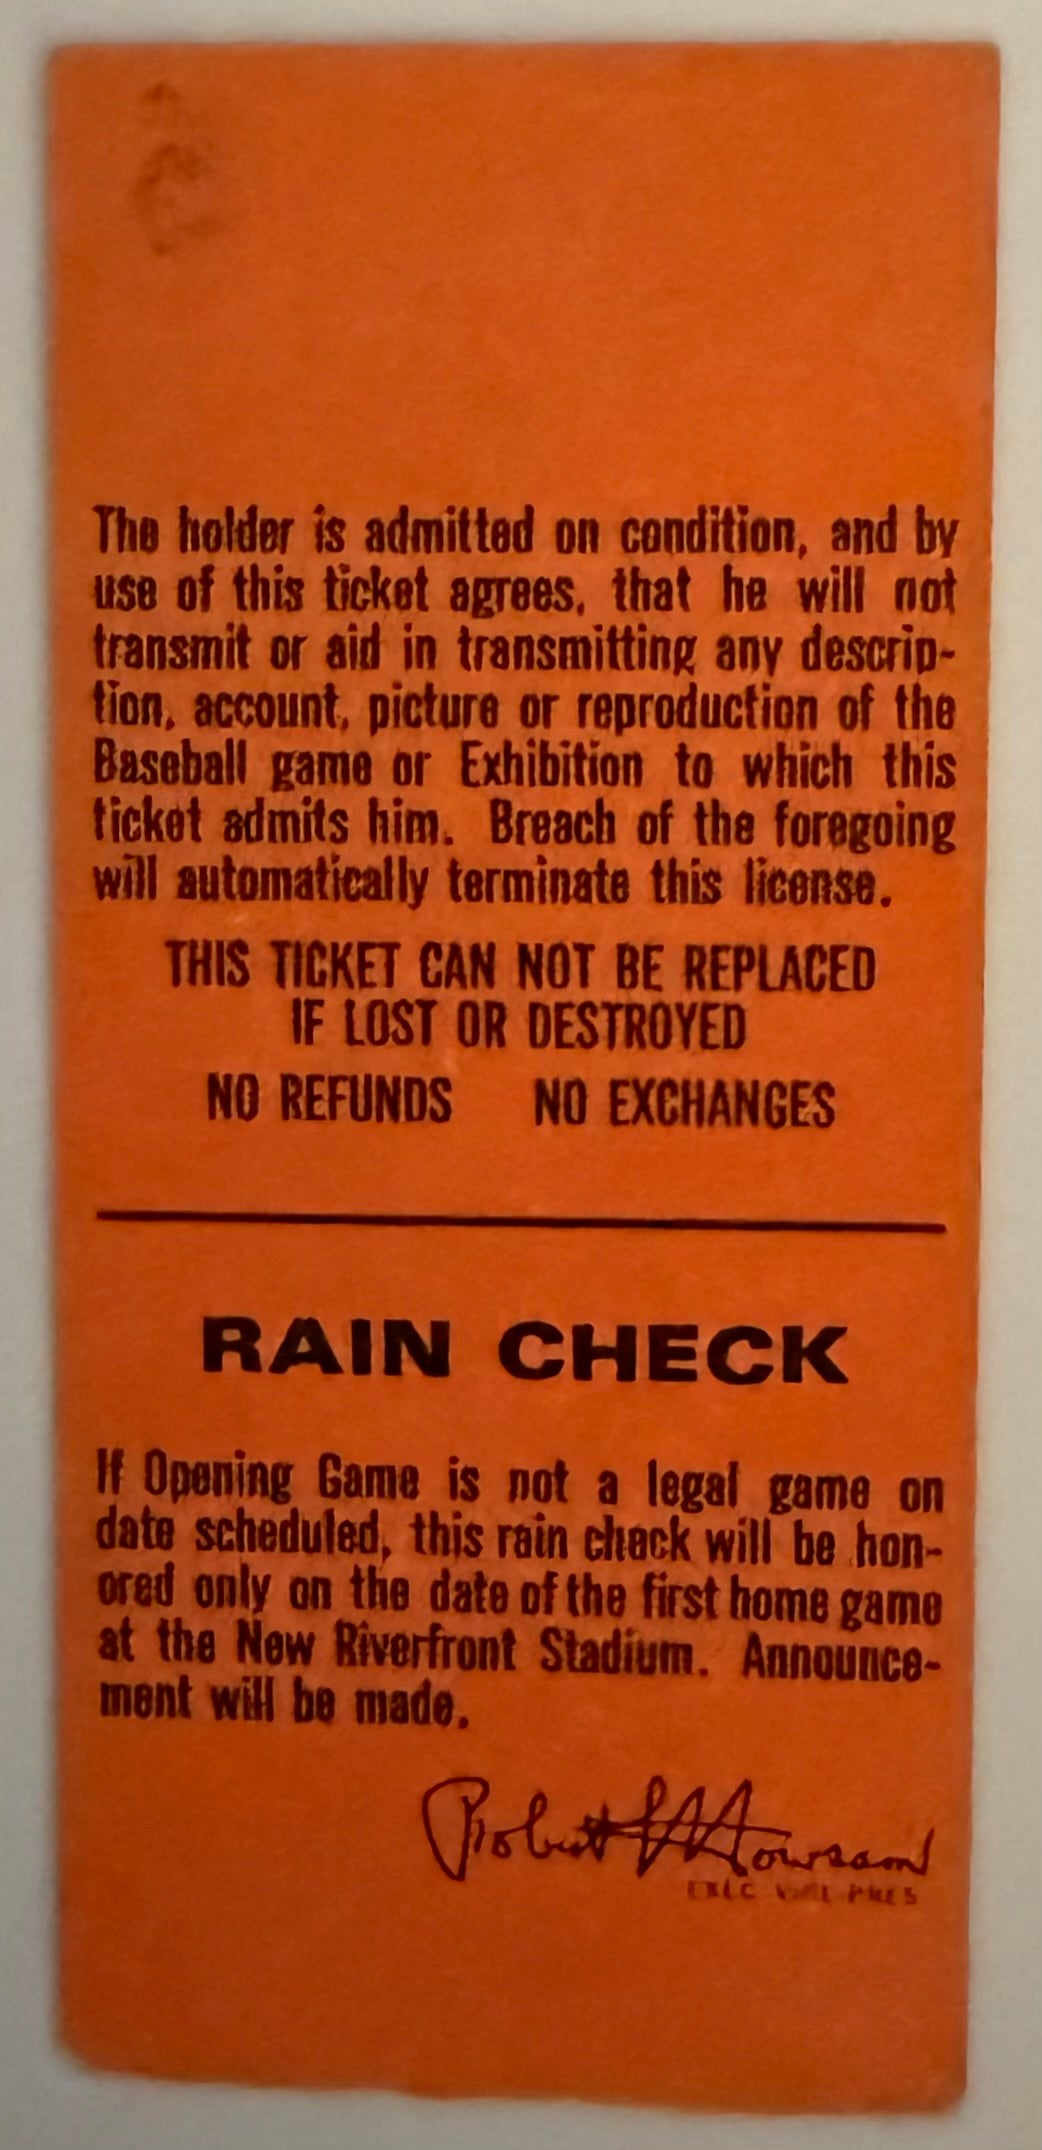 The holder is admitted on condition, and by
use of this ticket agrees, that he will not
transmit or aid in transmitting any descrip-
tion, account, picture or reproduction of the
Baseball game or Exhibition to which this
ticket admits him. Breach of the foregoing
will automatically terminate this license.
THIS TICKET CAN NOT BE REPLACED
IF LOST OR DESTROYED
NO REFUNDS NO EXCHANGES
RAIN CHECK
If Opening Game is not a legal game on
date scheduled, this rain check will be hon-
ored only on the date of the first home game
at the New Riverfront Stadium. Announce-
ment will be made.
Robert L Howsam
EXEC VICE PRES